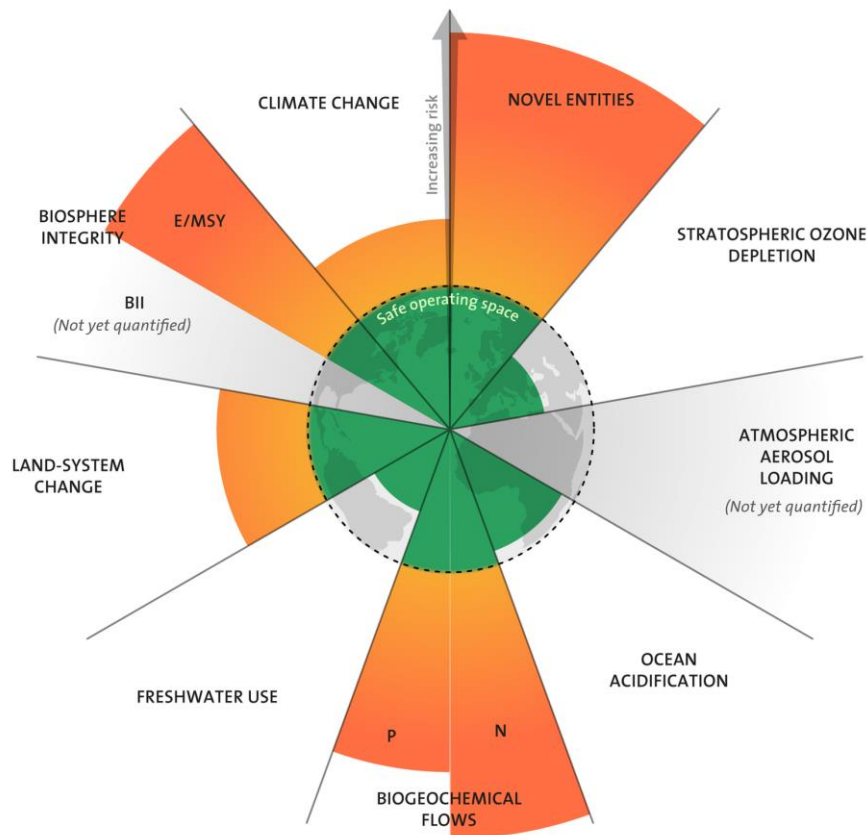 CLIMATE CHANGE
Increasing risk
NOVEL ENTITIES
BIOSPHERE
INTEGRITY
E/MSY
BII
(Not yet quantified)
STRATOSPHERIC OZONE
DEPLETION
Safe operating space
LAND-SYSTEM
CHANGE
ATMOSPHERIC
AEROSOL
LOADING
(Not yet quantified)
FRESHWATER USE
OCEAN
ACIDIFICATION
P
N
BIOGEOCHEMICAL
FLOWS